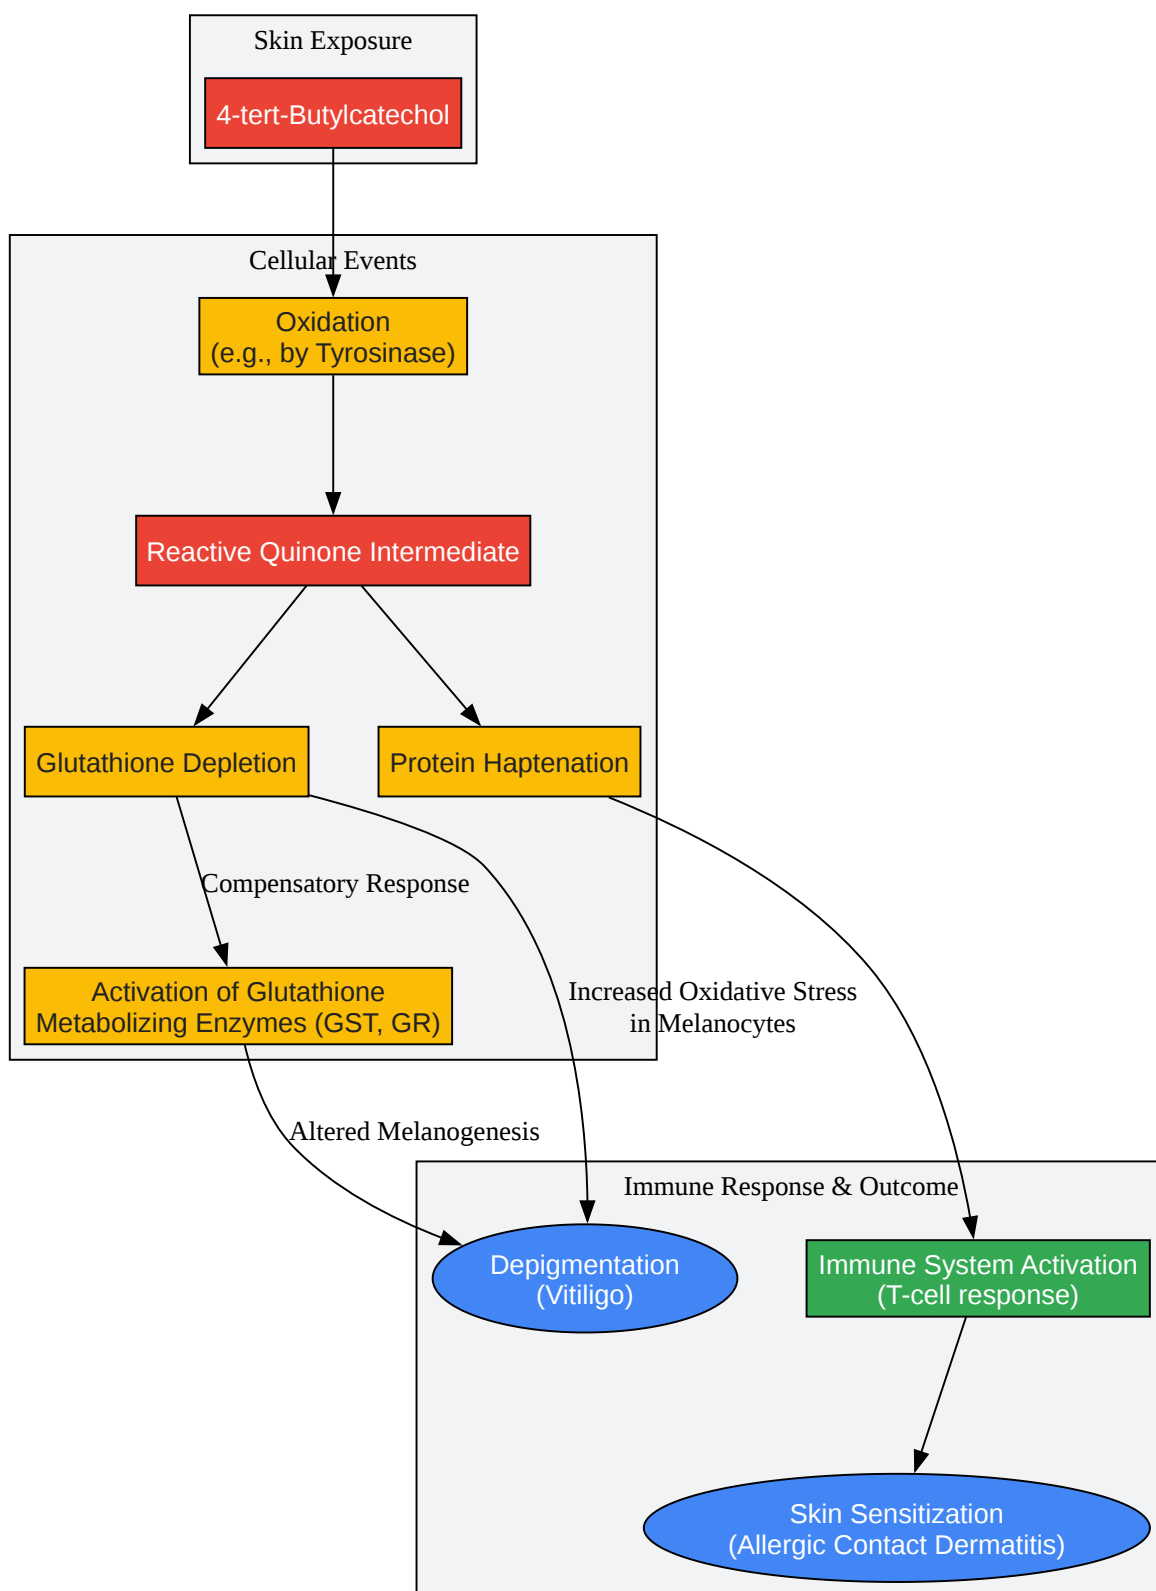 Skin Exposure
4-tert-Butylcatechol
Cellular Events
Oxidation
(e.g., by Tyrosinase)
Reactive Quinone Intermediate
Glutathione Depletion
Protein Haptenation
Compensatory Response
Activation of Glutathione
Metabolizing Enzymes (GST, GR)
Increased Oxidative Stress
in Melanocytes
Altered Melanogenesis
Immune Response & Outcome
Depigmentation
(Vitiligo)
Immune System Activation
(T-cell response)
Skin Sensitization
(Allergic Contact Dermatitis)